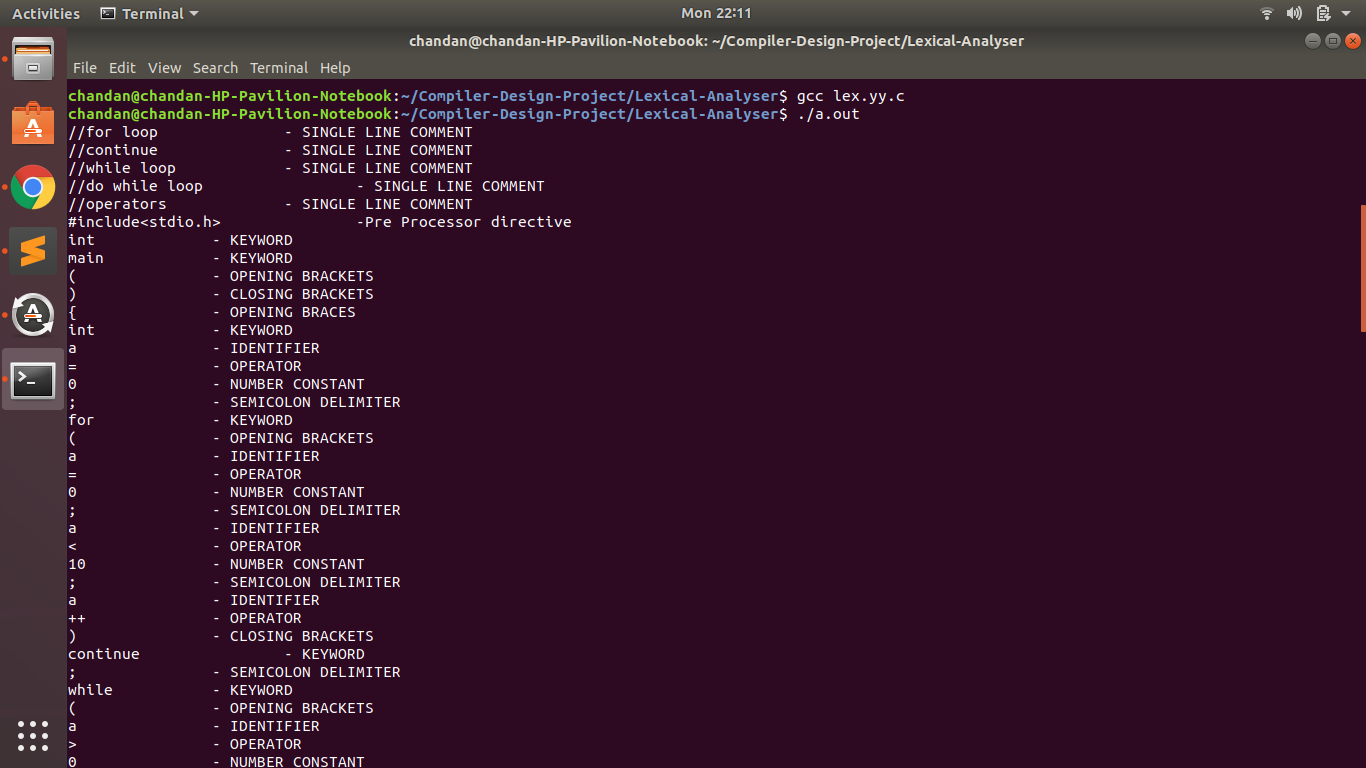 Activities Terminal Mon 22:11
chandan@chandan-HP-Pavilion-Notebook: ~/Compiler-Design-Project/Lexical-Analyser
File Edit View Search Terminal Help
chandan@chandan-HP-Pavilion-Notebook:~/Compiler-Design-Project/Lexical-Analyser$ gcc lex.yy.c
chandan@chandan-HP-Pavilion-Notebook:~/Compiler-Design-Project/Lexical-Analyser$ ./a.out
//for loop              - SINGLE LINE COMMENT
//continue              - SINGLE LINE COMMENT
//while loop            - SINGLE LINE COMMENT
//do while loop                 - SINGLE LINE COMMENT
//operators             - SINGLE LINE COMMENT
#include<stdio.h>               -Pre Processor directive
int             - KEYWORD
main            - KEYWORD
(               - OPENING BRACKETS
)               - CLOSING BRACKETS
{               - OPENING BRACES
int             - KEYWORD
a               - IDENTIFIER
=               - OPERATOR
0               - NUMBER CONSTANT
;               - SEMICOLON DELIMITER
for             - KEYWORD
(               - OPENING BRACKETS
a               - IDENTIFIER
=               - OPERATOR
0               - NUMBER CONSTANT
;               - SEMICOLON DELIMITER
a               - IDENTIFIER
<               - OPERATOR
10              - NUMBER CONSTANT
;               - SEMICOLON DELIMITER
a               - IDENTIFIER
++              - OPERATOR
)               - CLOSING BRACKETS
continue                - KEYWORD
;               - SEMICOLON DELIMITER
while           - KEYWORD
(               - OPENING BRACKETS
a               - IDENTIFIER
>               - OPERATOR
0               - NUMBER CONSTANT